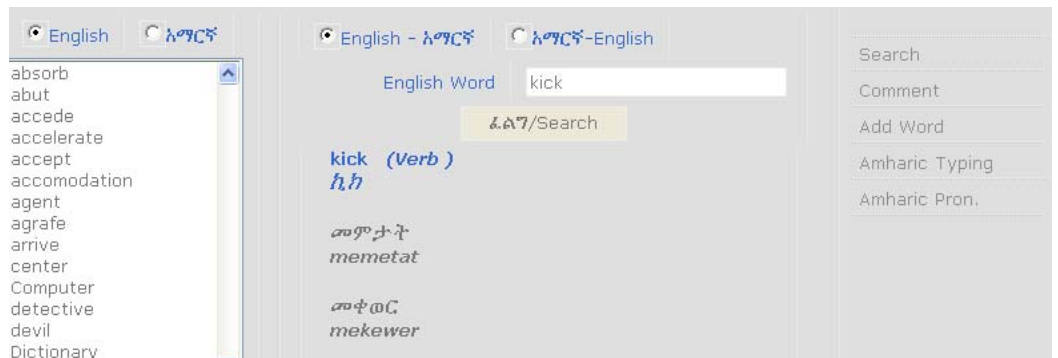 English አማርኛ
absorb
abut
accede
accelerate
accept
accomodation
agent
agrafe
arrive
center
Computer
detective
devil
Dictionary
English - አማርኛ አማርኛ-English
English Word kick
ፈልግ/Search
kick (Verb )
ኪክ
መምታት
memetat
መቀወር
mekewer
Search
Comment
Add Word
Amharic Typing
Amharic Pron.